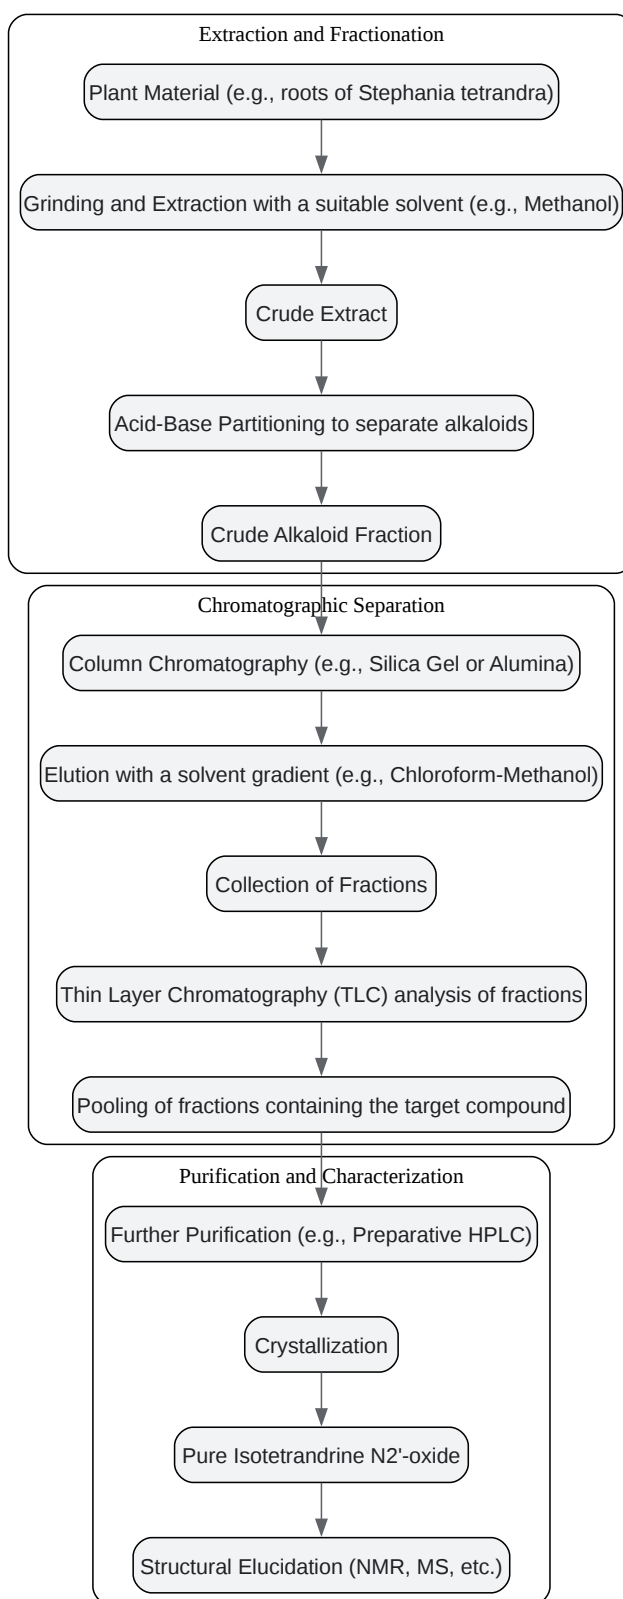 Extraction and Fractionation
Plant Material (e.g., roots of Stephania tetrandra)
Grinding and Extraction with a suitable solvent (e.g., Methanol)
Crude Extract
Acid-Base Partitioning to separate alkaloids
Crude Alkaloid Fraction
Chromatographic Separation
Column Chromatography (e.g., Silica Gel or Alumina)
Elution with a solvent gradient (e.g., Chloroform-Methanol)
Collection of Fractions
Thin Layer Chromatography (TLC) analysis of fractions
Pooling of fractions containing the target compound
Purification and Characterization
Further Purification (e.g., Preparative HPLC)
Crystallization
Pure Isotetrandrine N2'-oxide
Structural Elucidation (NMR, MS, etc.)